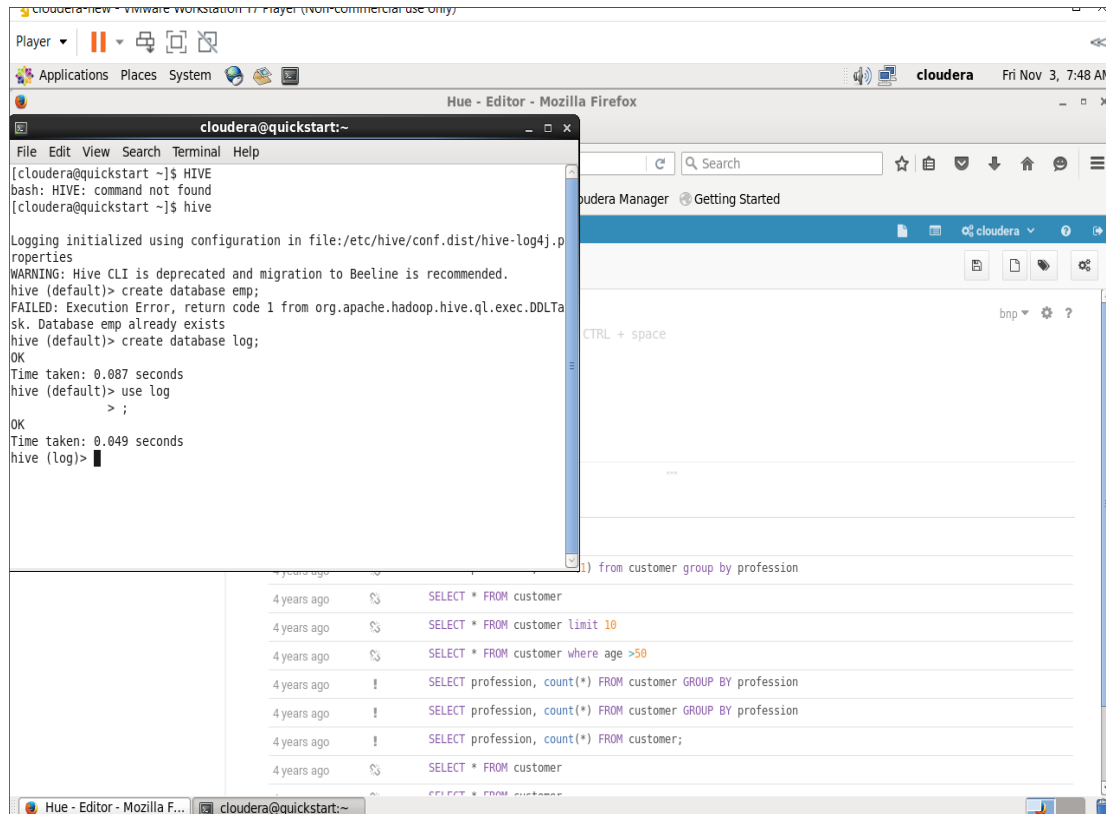 cloudera-new - VMware Workstation 17 Player (Non-commercial use only)
Player
Applications Places System
cloudera Fri Nov 3, 7:48 AM
Hue - Editor - Mozilla Firefox
cloudera@quickstart:~
File Edit View Search Terminal Help
[cloudera@quickstart ~]$ HIVE
bash: HIVE: command not found
[cloudera@quickstart ~]$ hive
Logging initialized using configuration in file:/etc/hive/conf.dist/hive-log4j.p
roperties
WARNING: Hive CLI is deprecated and migration to Beeline is recommended.
hive (default)> create database emp;
FAILED: Execution Error, return code 1 from org.apache.hadoop.hive.ql.exec.DDLTa
sk. Database emp already exists
hive (default)> create database log;
OK
Time taken: 0.087 seconds
hive (default)> use log
> ;
OK
Time taken: 0.049 seconds
hive (log)>
Search
oudera Manager Getting Started
cloudera
bnp ?
CTRL + space
1) from customer group by profession
4 years ago SELECT * FROM customer
4 years ago SELECT * FROM customer limit 10
4 years ago SELECT * FROM customer where age >50
4 years ago ! SELECT profession, count(*) FROM customer GROUP BY profession
4 years ago ! SELECT profession, count(*) FROM customer GROUP BY profession
4 years ago ! SELECT profession, count(*) FROM customer;
4 years ago SELECT * FROM customer
SELECT * FROM customer
Hue - Editor - Mozilla F... cloudera@quickstart:~